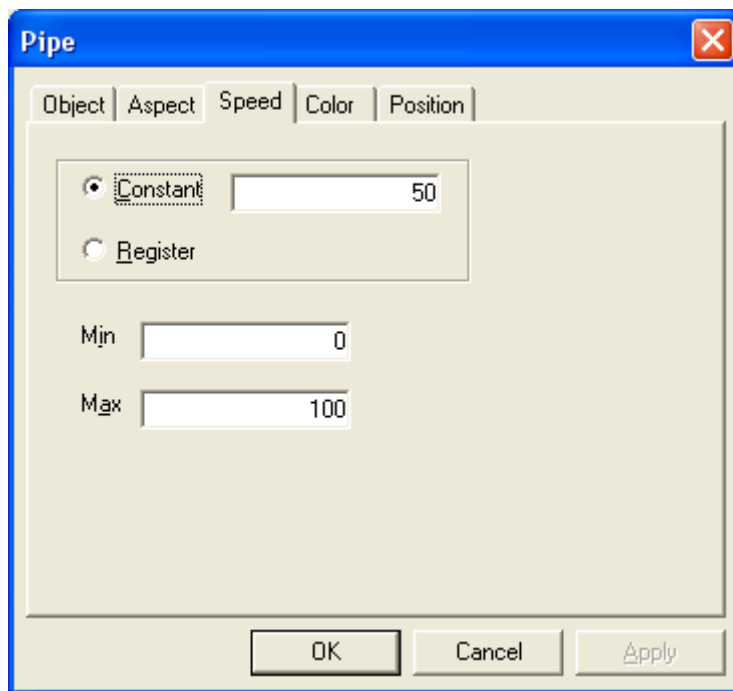 Pipe
Object Aspect Speed Color Position
Constant 50
Register
Min 0
Max 100
OK Cancel Apply